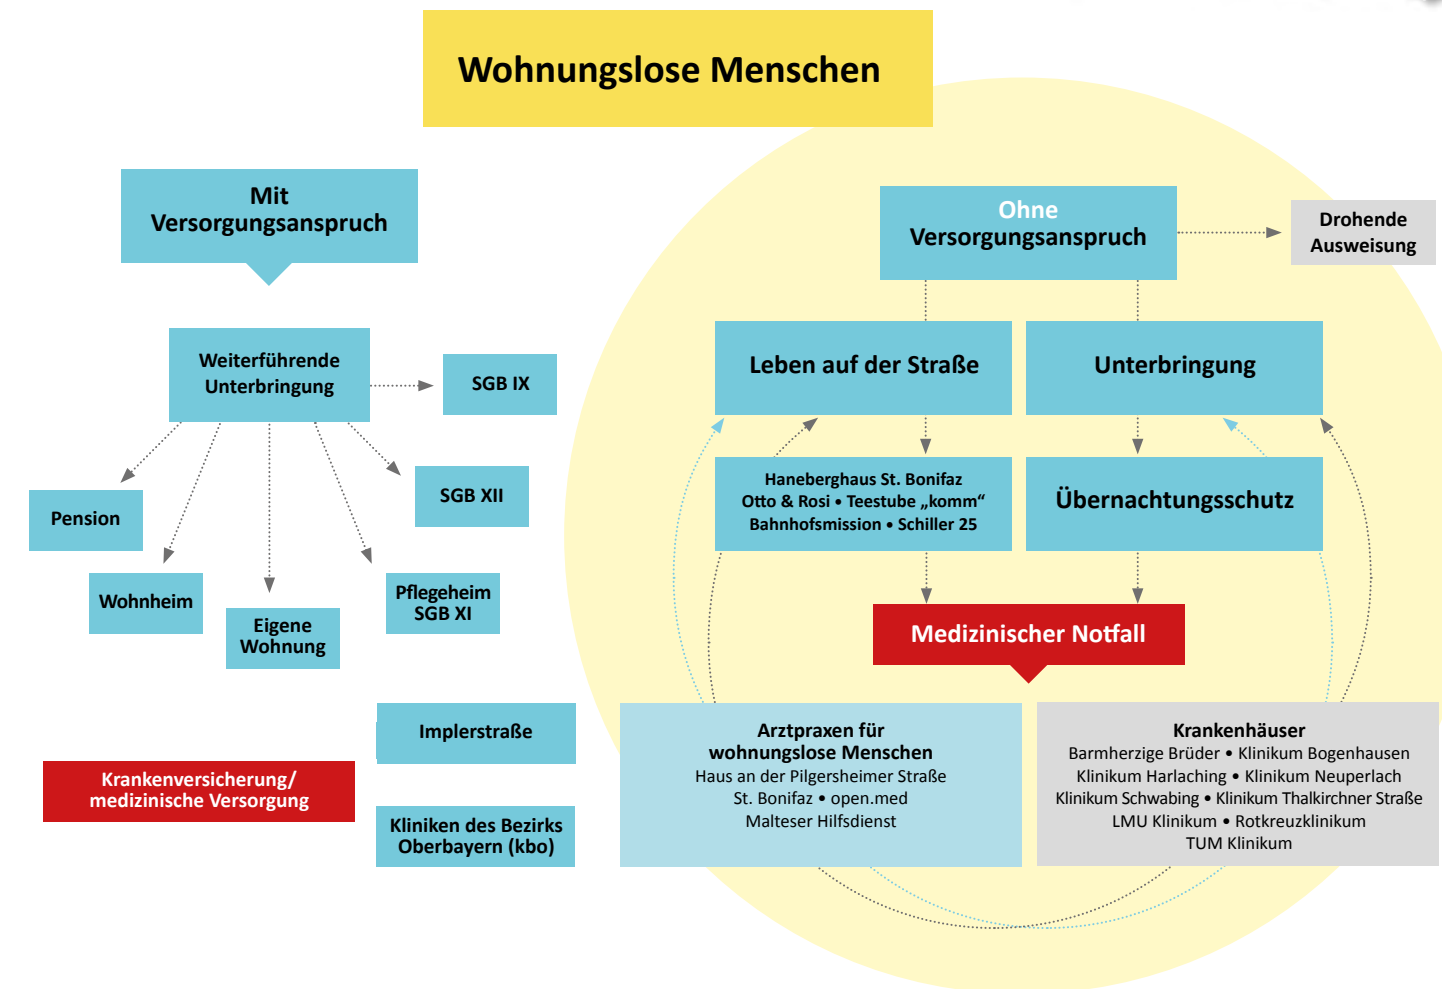 Wohnungslose Menschen
Mit
Versorgungsanspruch
Weiterführende
Unterbringung
SGB IX
SGB XII
Pension
Wohnheim
Eigene
Wohnung
Pflegeheim
SGB XI
Implerstraße
Krankenversicherung/
medizinische Versorgung
Kliniken des Bezirks
Oberbayern (kbo)
Ohne
Versorgungsanspruch
Drohende
Ausweisung
Leben auf der Straße
Unterbringung
Haneberghaus St. Bonifaz
Otto & Rosi • Teestube „komm“
Bahnhofsmission • Schiller 25
Übernachtungsschutz
Medizinischer Notfall
Arztpraxen für
wohnungslose Menschen
Haus an der Pilgersheimer Straße
St. Bonifaz • open.med
Malteser Hilfsdienst
Krankenhäuser
Barmherzige Brüder • Klinikum Bogenhausen
Klinikum Harlaching • Klinikum Neuperlach
Klinikum Schwabing • Klinikum Thalkirchner Straße
LMU Klinikum • Rotkreuzklinikum
TUM Klinikum